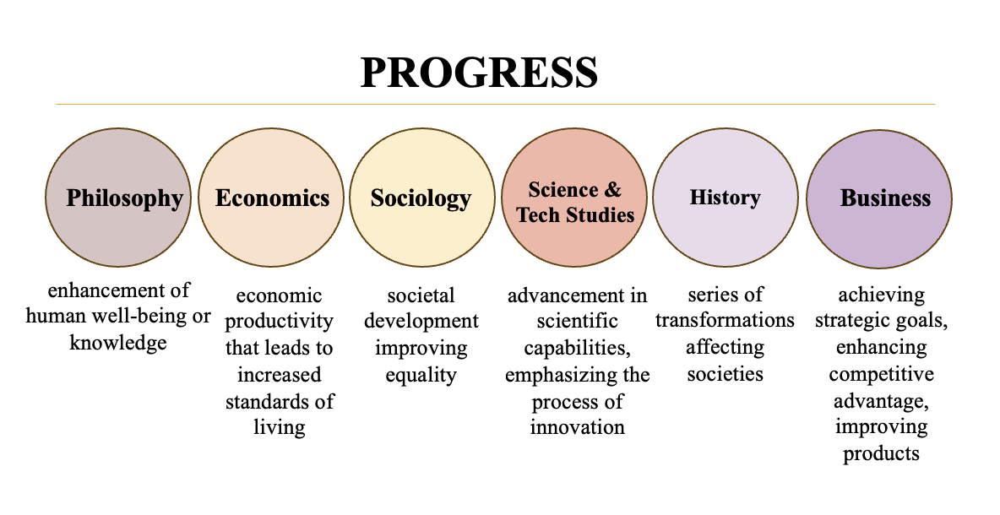 PROGRESS
Philosophy
enhancement of
human well-being or
knowledge
Economics
economic
productivity
that leads to
increased
standards of
living
Sociology
societal
development
improving
equality
Science &
Tech Studies
advancement in
scientific
capabilities,
emphasizing the
process of
innovation
History
series of
transformations
affecting
societies
Business
achieving
strategic goals,
enhancing
competitive
advantage,
improving
products